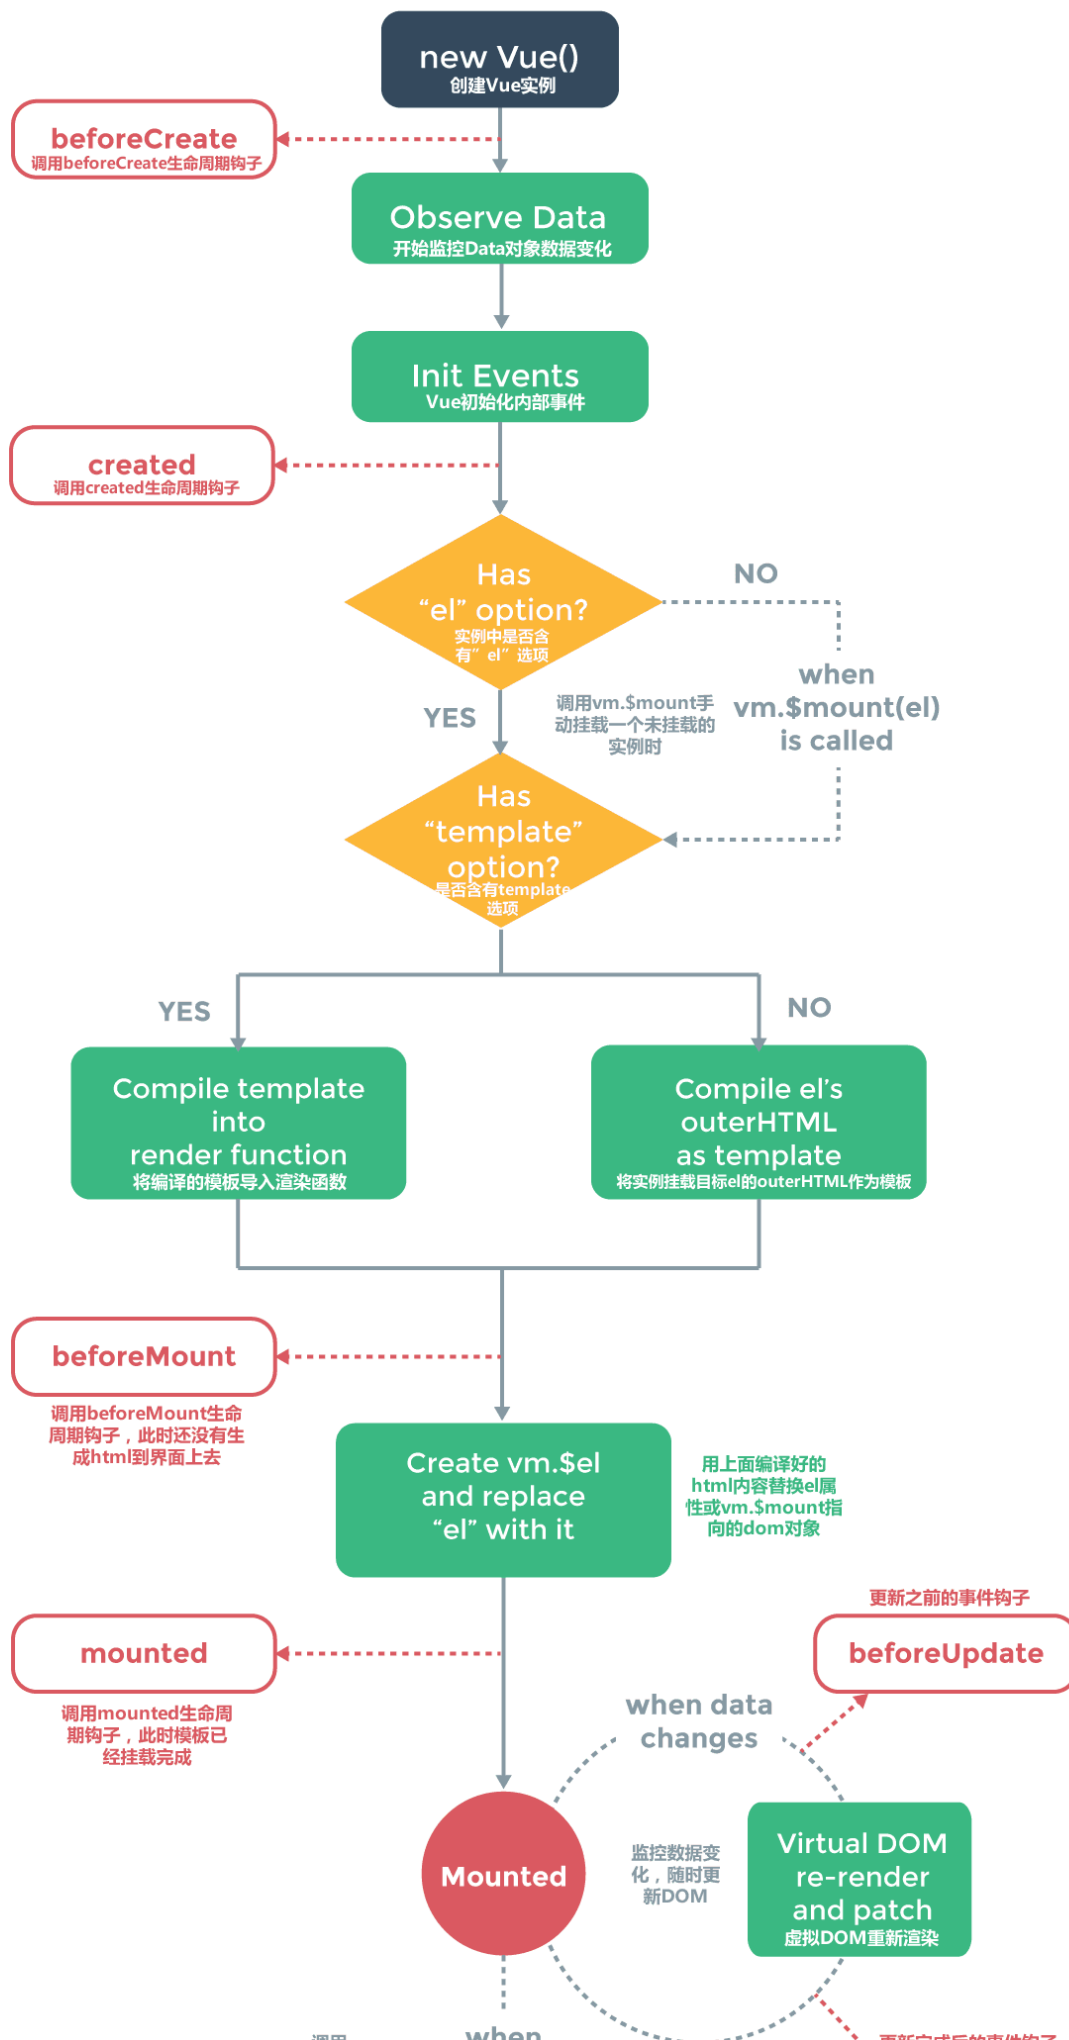 new Vue()
创建Vue实例
beforeCreate
调用beforeCreate生命周期钩子
Observe Data
开始监控Data对象数据变化
Init Events
Vue初始化内部事件
created
调用created生命周期钩子
Has
“el” option?
实例中是否含
有”el”选项
NO
YES
调用vm.$mount手
动挂载一个未挂载的
实例时
when
vm.$mount(el)
is called
Has
“template”
option?
是否含有template
选项
YES
NO
Compile template
into
render function
将编译的模板导入渲染函数
Compile el’s
outerHTML
as template
将实例挂载目标el的outerHTML作为模板
beforeMount
调用beforeMount生命
周期钩子，此时还没有生
成html到界面上去
Create vm.$el
and replace
“el” with it
用上面编译好的
html内容替换el属
性或vm.$mount指
向的dom对象
mounted
调用mounted生命周
期钩子，此时模板已
经挂载完成
更新之前的事件钩子
beforeUpdate
when data
changes
Mounted
监控数据变
化，随时更
新DOM
Virtual DOM
re-render
and patch
虚拟DOM重新渲染
调用
when
更新完成后的事件钩子